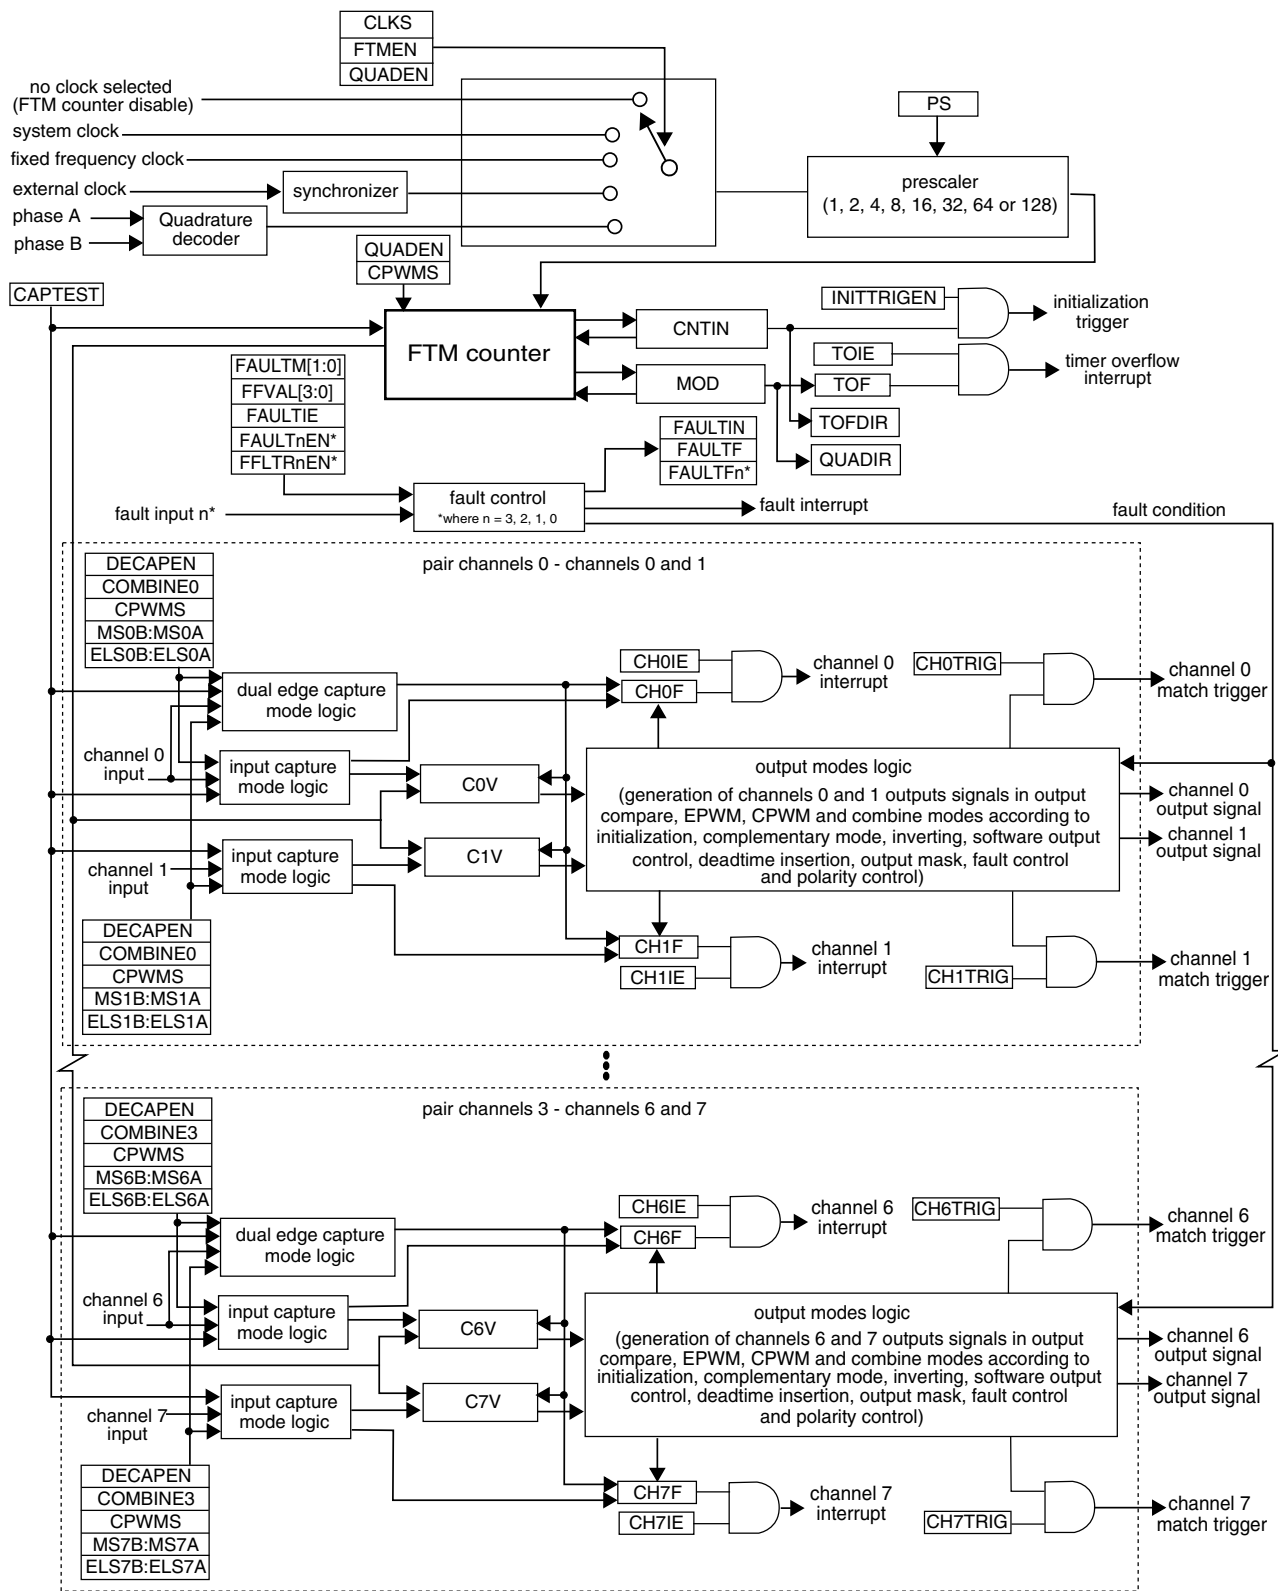 CLKS
FTMEN
QUADEN
no clock selected
(FTM counter disable)
system clock
fixed frequency clock
external clock
synchronizer
phase A
phase B
Quadrature
decoder
PS
prescaler
(1, 2, 4, 8, 16, 32, 64 or 128)
QUADEN
CPWMS
CAPTEST
FTM counter
CNTIN
MOD
INITTRIGEN
initialization
trigger
TOIE
TOF
timer overflow
interrupt
TOFDIR
QUADIR
FAULTM[1:0]
FFVAL[3:0]
FAULTIE
FAULTnEN*
FFLTRnEN*
FAULTIN
FAULTF
FAULTFn*
fault input n*
fault control
*where n = 3, 2, 1, 0
fault interrupt
fault condition
pair channels 0 - channels 0 and 1
DECAPEN
COMBINE0
CPWMS
MS0B:MS0A
ELS0B:ELS0A
dual edge capture
mode logic
channel 0
input
input capture
mode logic
C0V
CH0IE
CH0F
channel 0
interrupt
CH0TRIG
channel 0
match trigger
output modes logic
(generation of channels 0 and 1 outputs signals in output
compare, EPWM, CPWM and combine modes according to
initialization, complementary mode, inverting, software output
control, deadtime insertion, output mask, fault control
and polarity control)
channel 0
output signal
channel 1
output signal
channel 1
input
input capture
mode logic
C1V
DECAPEN
COMBINE0
CPWMS
MS1B:MS1A
ELS1B:ELS1A
CH1F
CH1IE
channel 1
interrupt
CH1TRIG
channel 1
match trigger
pair channels 3 - channels 6 and 7
DECAPEN
COMBINE3
CPWMS
MS6B:MS6A
ELS6B:ELS6A
dual edge capture
mode logic
channel 6
input
input capture
mode logic
C6V
CH6IE
CH6F
channel 6
interrupt
CH6TRIG
channel 6
match trigger
output modes logic
(generation of channels 6 and 7 outputs signals in output
compare, EPWM, CPWM and combine modes according to
initialization, complementary mode, inverting, software output
control, deadtime insertion, output mask, fault control
and polarity control)
channel 6
output signal
channel 7
output signal
channel 7
input
input capture
mode logic
C7V
DECAPEN
COMBINE3
CPWMS
MS7B:MS7A
ELS7B:ELS7A
CH7F
CH7IE
channel 7
interrupt
CH7TRIG
channel 7
match trigger